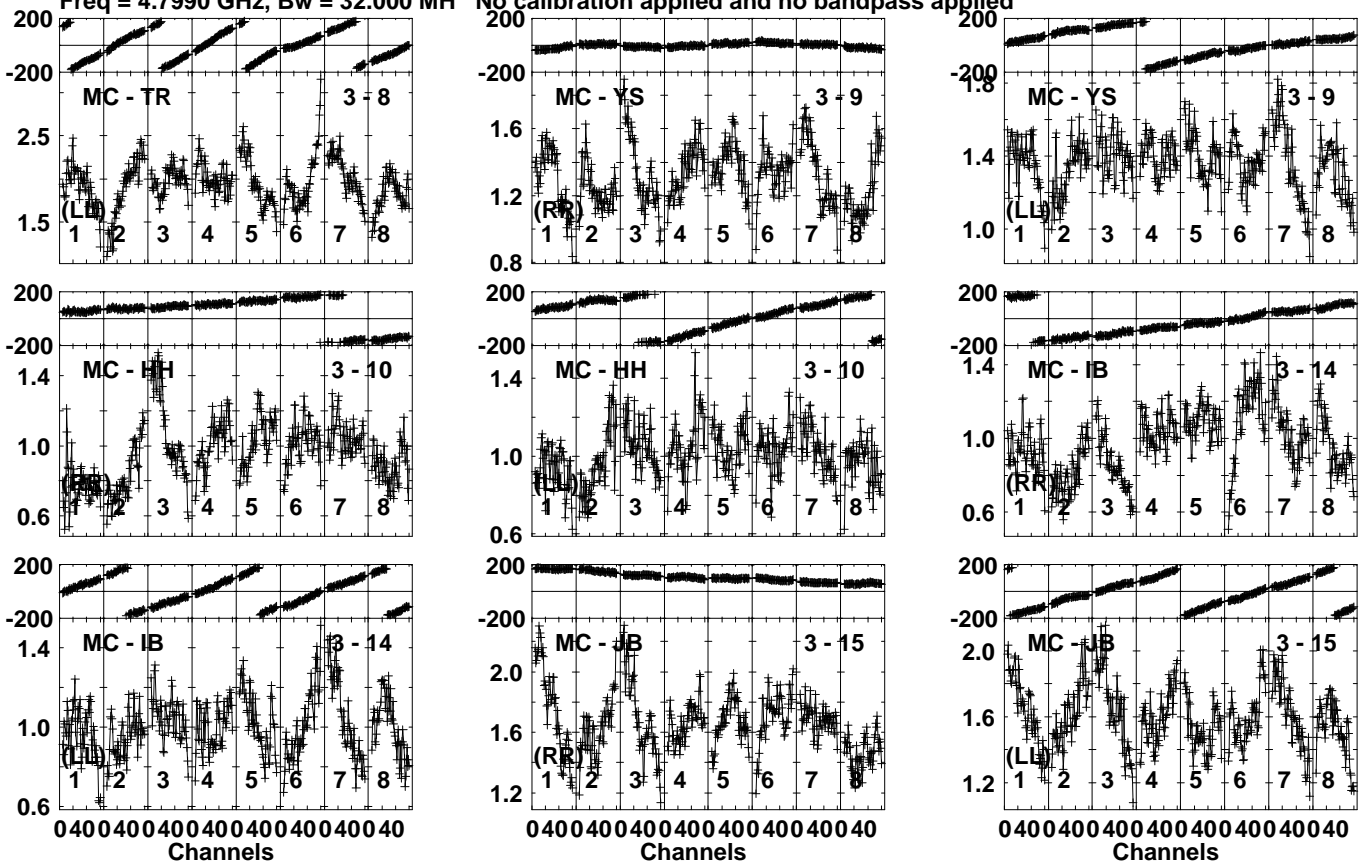 Freq = 4.7990 GHz, Bw = 32.000 MH No calibration applied and no bandpass applied
200 200 200
-200 -200 -200
MC - TR 3 - 8 MC - YS 3 - 9 MC - YS 3 - 9
2.5 1.6 1.8
1.5 1.2 1.4
1.0
0.8
(LL) (RR) (LL)
1 2 3 4 5 6 7 8 1 2 3 4 5 6 7 8 1 2 3 4 5 6 7 8
200 200 200
-200 -200 -200
MC - HH 3 - 10 MC - HH 3 - 10 MC - IB 3 - 14
1.4 1.4 1.4
1.0 1.0 1.0
0.6 0.6 0.6
(RR) (LL) (RR)
1 2 3 4 5 6 7 8 1 2 3 4 5 6 7 8 1 2 3 4 5 6 7 8
200 200 200
-200 -200 -200
MC - IB 3 - 14 MC - JB 3 - 15 MC - JB 3 - 15
1.4 2.0 2.0
1.0 1.6 1.6
0.6 1.2 1.2
(LL) (RR) (LL)
1 2 3 4 5 6 7 8 1 2 3 4 5 6 7 8 1 2 3 4 5 6 7 8
0 40 0 40 0 40 0 40 0 40 0 40 0 40 0 40 0 40 0 40 0 40 0 40 0 40 0 40 0 40 0 40 0 40 0 40 0 40 0 40 0 40 0 40 0 40 0 40
Channels Channels Channels